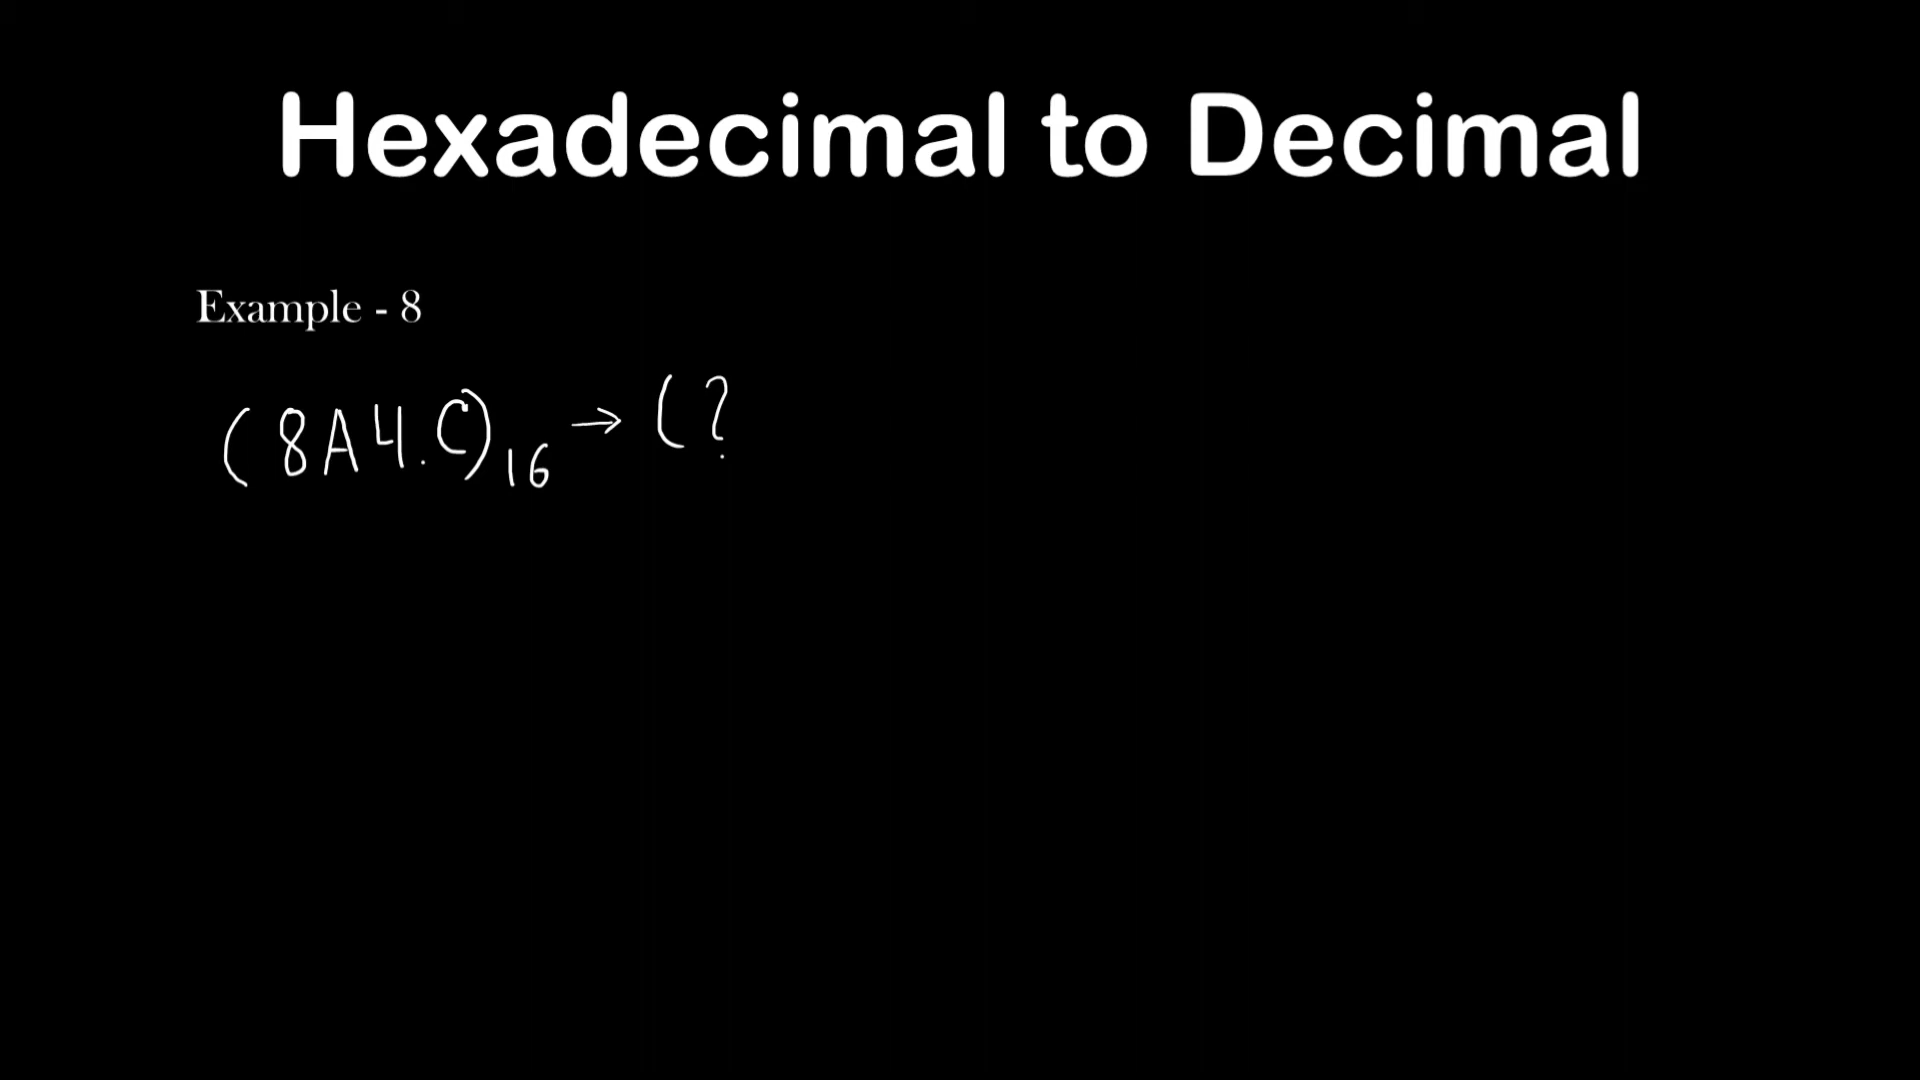 Hexadecimal to Decimal
Example - 8
(8A4.C)₁₆ → (?